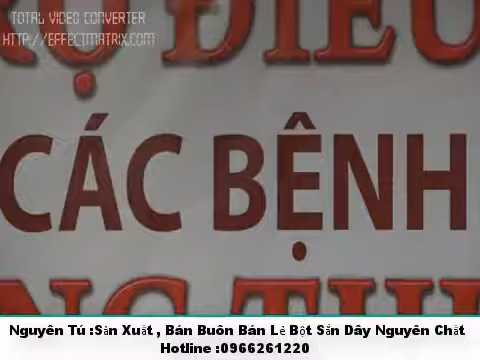 TOTAL VIDEO CONVERTER
HTTP://EFFECTMATRIX.COM
ĐIỀU
CÁC BỆNH
Nguyên Tú :Sản Xuất , Bán Buôn Bán Lẻ Bột Sắn Dây Nguyên Chất
Hotline :0966261220